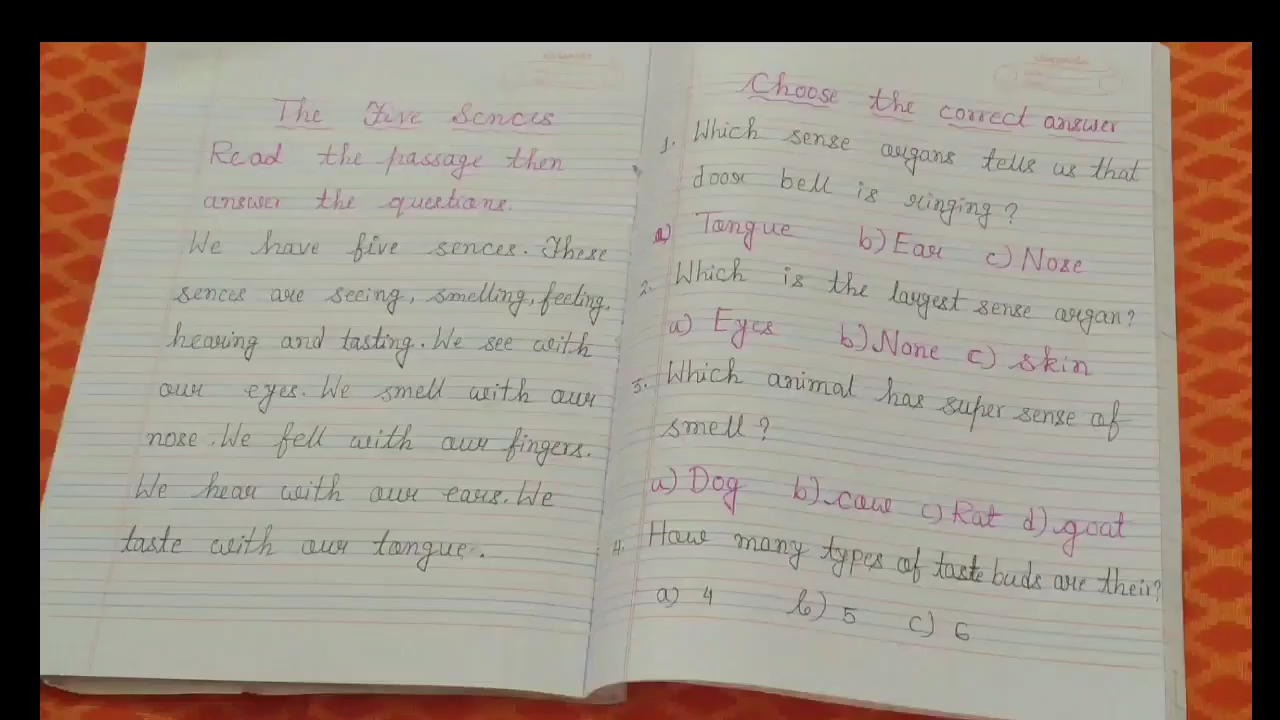 The Five Sences
Read the passage then
answer the questions.
We have five sences. These
sences are seeing, smelling, feeling,
hearing and tasting. We see with
our eyes. We smell with our
nose. We fell with our fingers.
We hear with our ears. We
taste with our tongue.
Choose the correct answer
1. Which sense organs tells us that
door bell is ringing?
a) Tongue b) Ear c) Nose
2. Which is the largest sense organ?
a) Eyes b) None c) skin
3. Which animal has super sense of
smell?
a) Dog b) cow c) Rat d) goat
4. How many types of taste buds are their?
a) 4 b) 5 c) 6